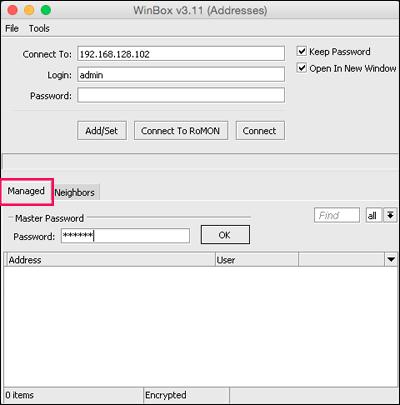 WinBox v3.11 (Addresses)
File Tools
Connect To: 192.168.128.102
Keep Password
Login: admin
Open In New Window
Password:
Add/Set Connect To RoMON Connect
Managed Neighbors
Master Password
Find all
Password: ****** OK
Address User
0 items Encrypted